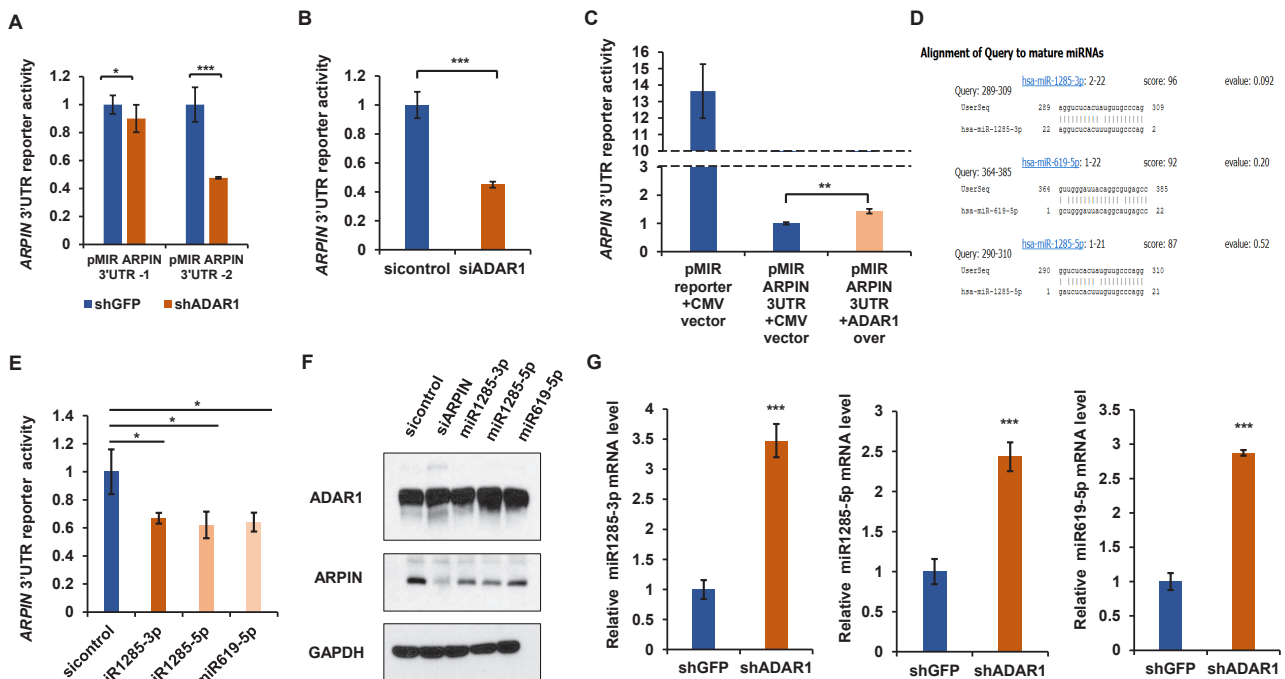 A
ARPIN 3'UTR reporter activity
1.2
1
0.8
0.6
0.4
0.2
0
*
***
pMIR ARPIN
3'UTR -1
pMIR ARPIN
3'UTR -2
shGFP
shADAR1
B
ARPIN 3'UTR reporter activity
1.2
1
0.8
0.6
0.4
0.2
0
***
sicontrol
siADAR1
C
ARPIN 3'UTR reporter activity
16
15
14
13
12
11
10
3
2
1
0
**
pMIR
reporter
+CMV
vector
pMIR
ARPIN
3UTR
+CMV
vector
pMIR
ARPIN
3UTR
+ADAR1
over
D
Alignment of Query to mature miRNAs
hsa-miR-1285-3p: 2-22 score: 96 evalue: 0.092
Query: 289-309
UserSeq 289 aggucucacuauguugcccag 309
hsa-miR-1285-3p 22 aggucucacuuuguugcccag 2
hsa-miR-619-5p: 1-22 score: 92 evalue: 0.20
Query: 364-385
UserSeq 364 guugggauuacaggcgugagcc 385
hsa-miR-619-5p 1 gcugggauuacaggcaugagcc 22
hsa-miR-1285-5p: 1-21 score: 87 evalue: 0.52
Query: 290-310
UserSeq 290 ggucucacuauguugcccagg 310
hsa-miR-1285-5p 1 gaucucacuuuguugcccagg 21
E
ARPIN 3'UTR reporter activity
1.4
1.2
1
0.8
0.6
0.4
0.2
0
*
*
*
sicontrol
miR1285-3p
miR1285-5p
miR619-5p
F
sicontrol
siARPIN
miR1285-3p
miR1285-5p
miR619-5p
ADAR1
ARPIN
GAPDH
G
Relative miR1285-3p mRNA level
4
3.5
3
2.5
2
1.5
1
0.5
0
***
shGFP
shADAR1
Relative miR1285-5p mRNA level
3
2.5
2
1.5
1
0.5
0
***
shGFP
shADAR1
Relative miR619-5p mRNA level
3.5
3
2.5
2
1.5
1
0.5
0
***
shGFP
shADAR1